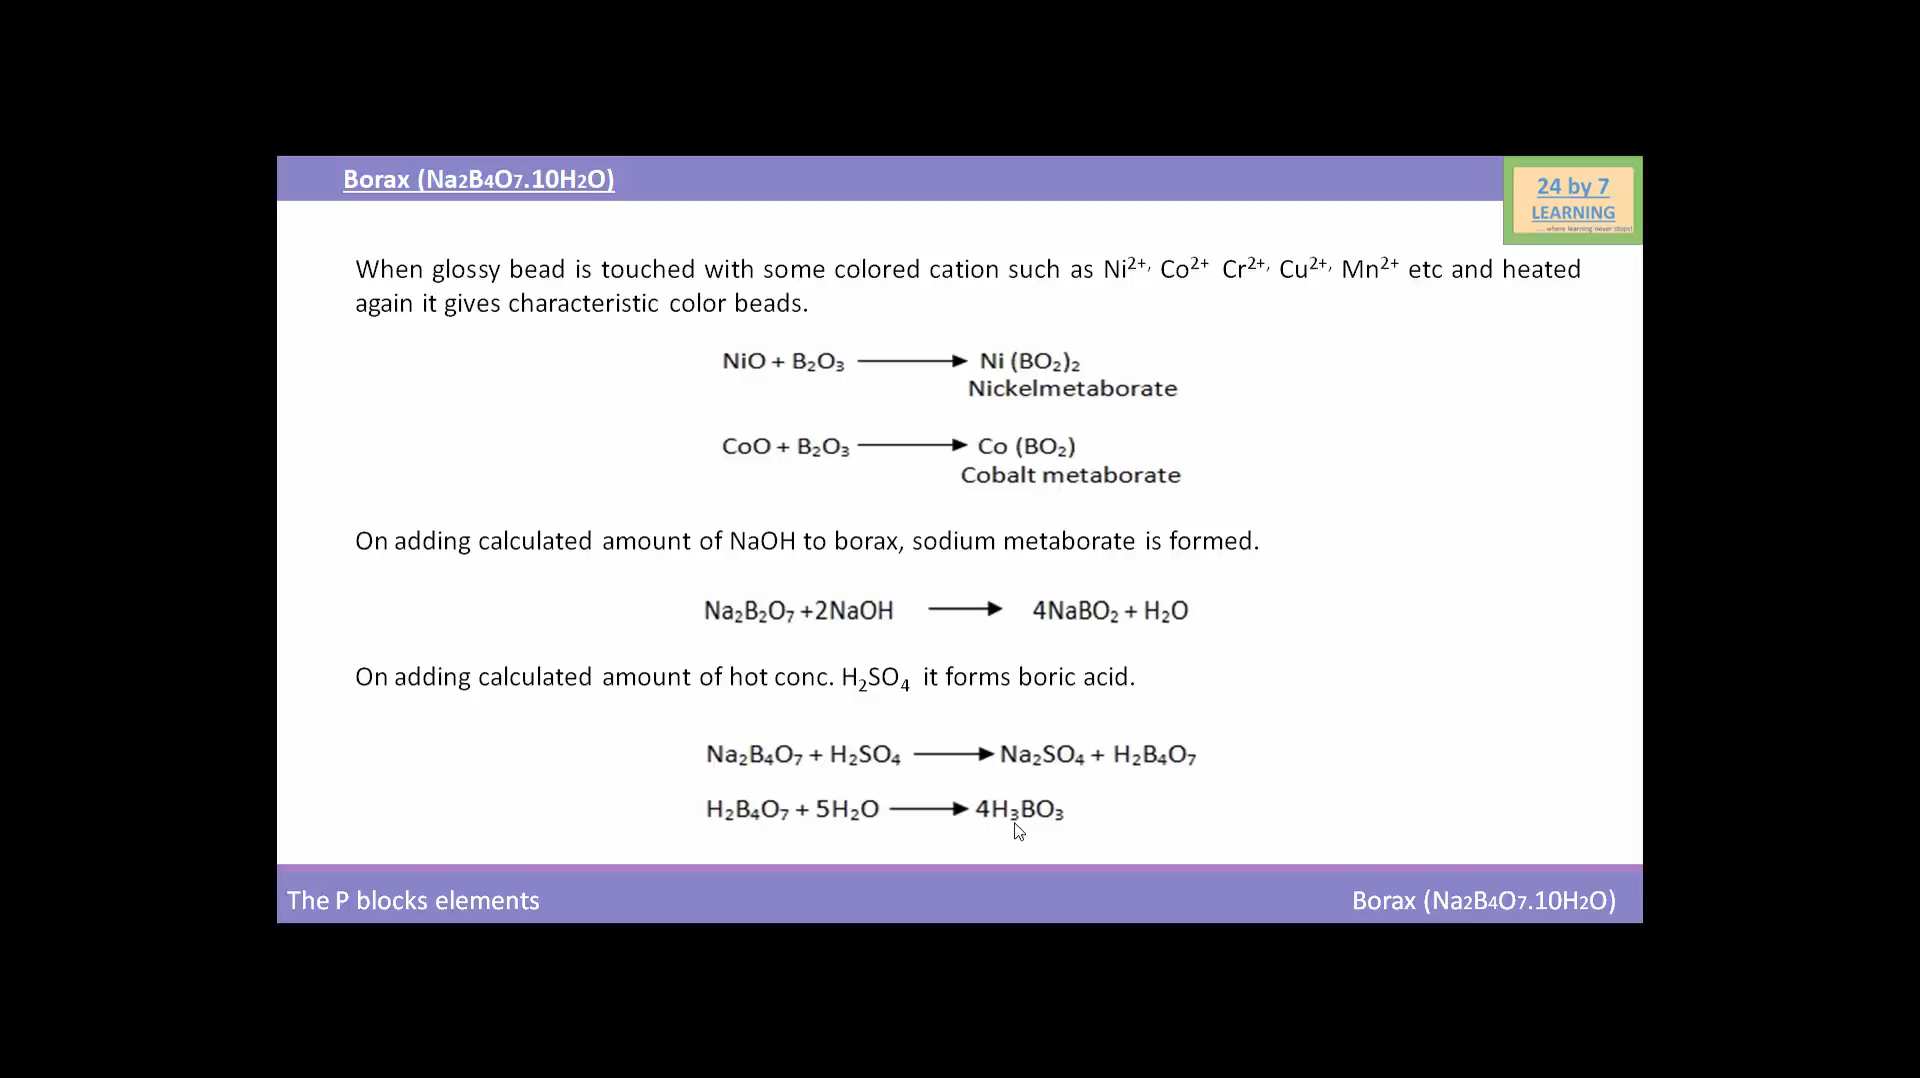 Borax (Na2B4O7.10H2O)
24 by 7
LEARNING
.... where learning never stops!
When glossy bead is touched with some colored cation such as Ni²⁺, Co²⁺ Cr²⁺, Cu²⁺, Mn²⁺ etc and heated
again it gives characteristic color beads.
NiO + B₂O₃ ⟶ Ni (BO₂)₂
Nickelmetaborate
CoO + B₂O₃ ⟶ Co (BO₂)
Cobalt metaborate
On adding calculated amount of NaOH to borax, sodium metaborate is formed.
Na₂B₂O₇ +2NaOH ⟶ 4NaBO₂ + H₂O
On adding calculated amount of hot conc. H₂SO₄ it forms boric acid.
Na₂B₄O₇ + H₂SO₄ ⟶ Na₂SO₄ + H₂B₄O₇
H₂B₄O₇ + 5H₂O ⟶ 4H₃BO₃
The P blocks elements
Borax (Na2B4O7.10H2O)